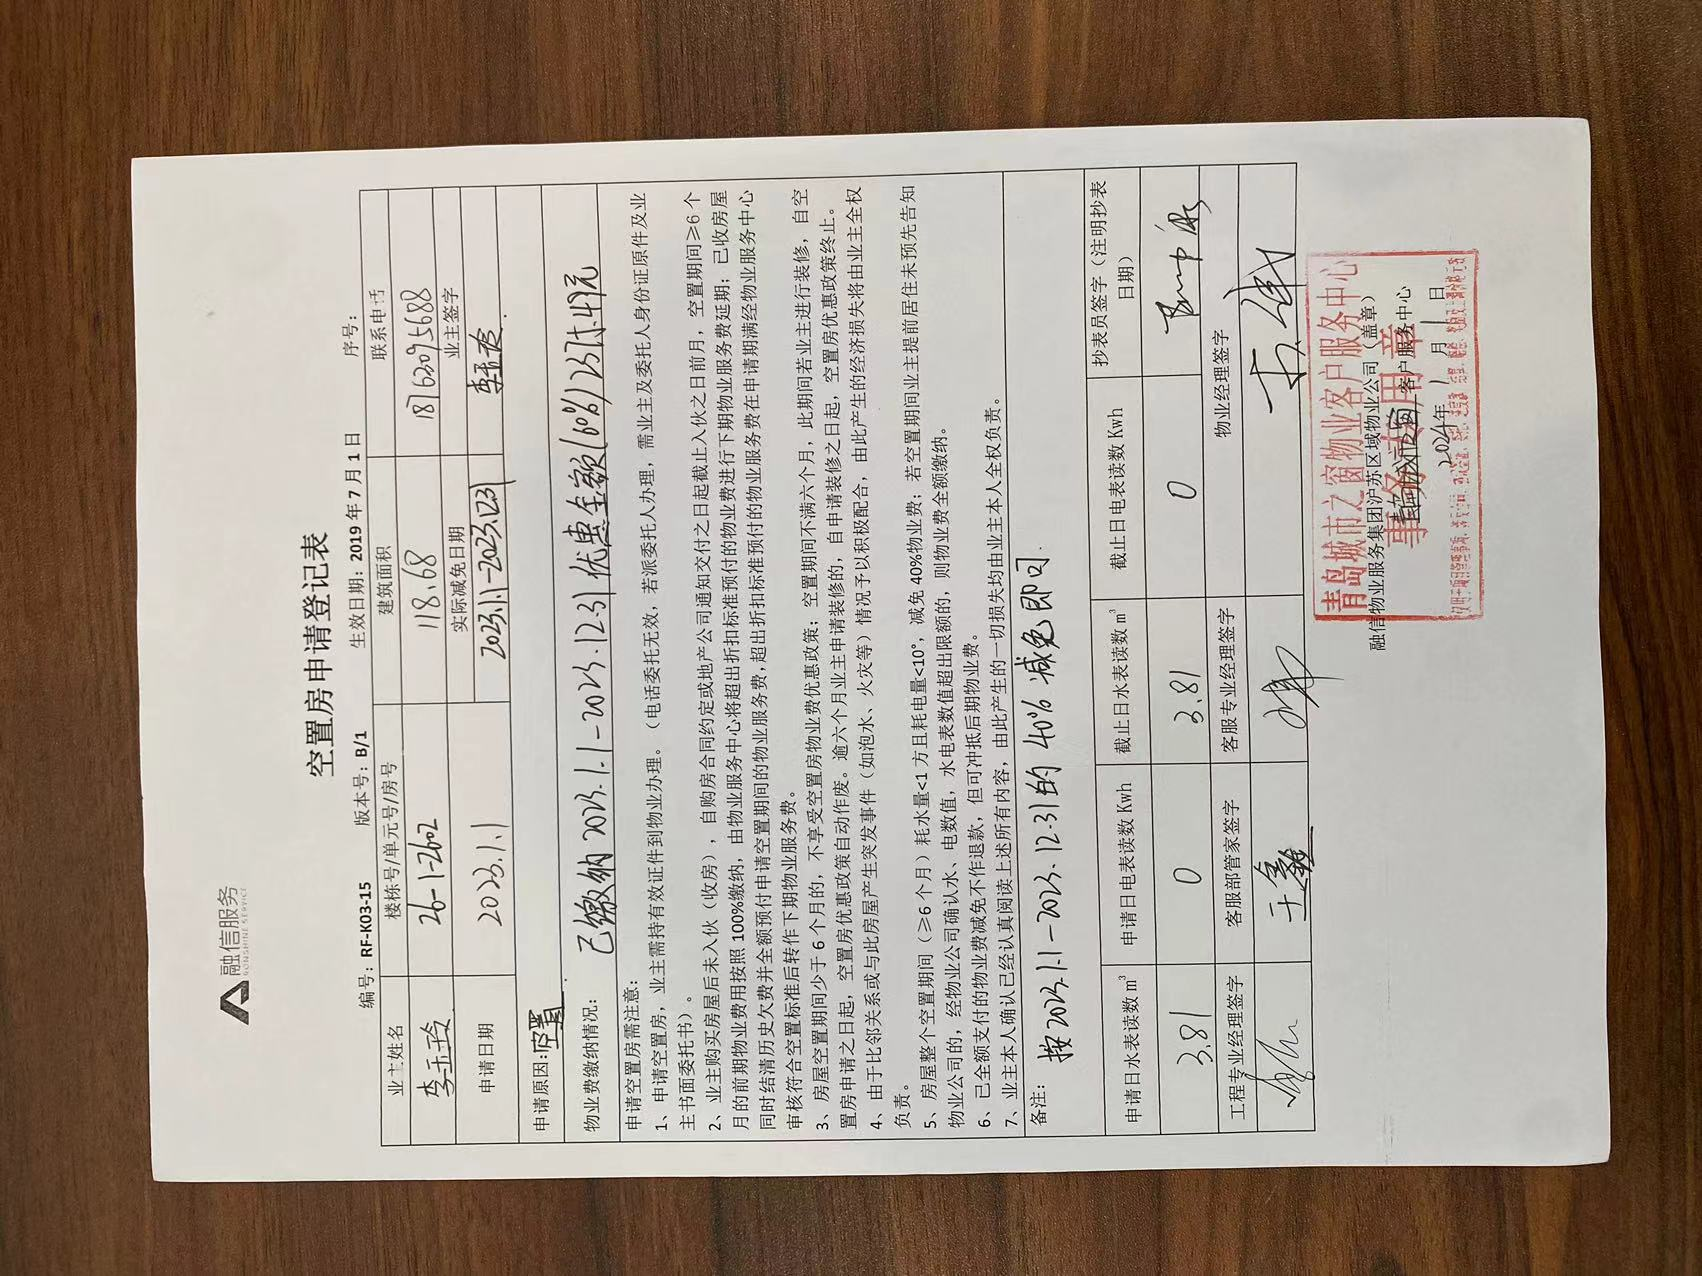 融信服务
RONSHINE SERVICE
空置房申请登记表
编号：RF-K03-15 版本号：B/1 生效日期：2019年7月1日 序号：
业主姓名 楼栋号/单元号/房号 建筑面积 联系电话
李玉玲 26-1-2602 118.68 18762095688
申请日期 2023.1.1 实际减免日期 业主签字
2023.1.1-2023.12.31
申请原因：空置
物业费缴纳情况： 已缴纳2023.1.1-2023.12.31优惠金额(60%)2571.49元
申请空置房需注意：
1、申请空置房，业主需持有效证件到物业办理。（电话委托无效，若派委托人办理，需业主及委托人身份证原件及业
主书面委托书）。
2、业主购买房屋后未入伙（收房），自购房合同约定或地产公司通知交付之日起截止入伙之日前月，空置期间≥6个
月的前期物业费用按照100%缴纳，由物业服务中心将超出折扣标准预付的物业费进行下期物业服务费延期；已收房屋
同时结清历史欠费并全额预付申请空置期间的物业服务费，超出折扣标准预付的物业服务费在申请期满经物业服务中心
审核符合空置标准后转作下期物业服务费。
3、房屋空置期间少于6个月的，不享受空置房物业费优惠政策；空置期间不满六个月，此期间若业主进行装修，自空
置房申请之日起，空置房优惠政策自动作废。逾六个月业主申请装修的，自申请装修之日起，空置房优惠政策终止。
4、由于比邻关系或与此房屋产生突发事件（如泡水、火灾等）情况予以积极配合，由此产生的经济损失将由业主全权
负责。
5、房屋整个空置期间（≥6个月）耗水量<1方且耗电量<10°，减免40%物业费；若空置期间业主提前居住未预先告知
物业公司的，经物业公司确认水、电数值，水电表数值超出限额的，则物业费全额缴纳。
6、已全额支付的物业费减免不作退款，但可冲抵后期物业费。
7、业主本人确认已经认真阅读上述所有内容，由此产生的一切损失均由业主本人全权负责。
备注： 按2023.1.1-2023.12.31的40%减免即可.
申请日水表读数m³ 申请日电表读数Kwh 截止日水表读数m³ 截止日电表读数Kwh 抄表员签字（注明抄表
日期）
3.81 0 3.81 0
工程专业经理签字 客服部管家签字 客服专业经理签字 物业经理签字
青岛城市之窗物业客户服务中心
事务专用章
融信物业服务集团沪苏区域物业公司（盖章）
青岛城市之窗客户服务中心
2024年1月1日